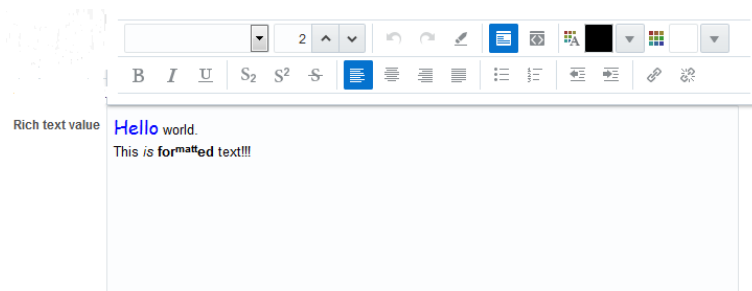 2
B I U S₂ S² S
Rich text value
Hello world.
This is formatted text!!!